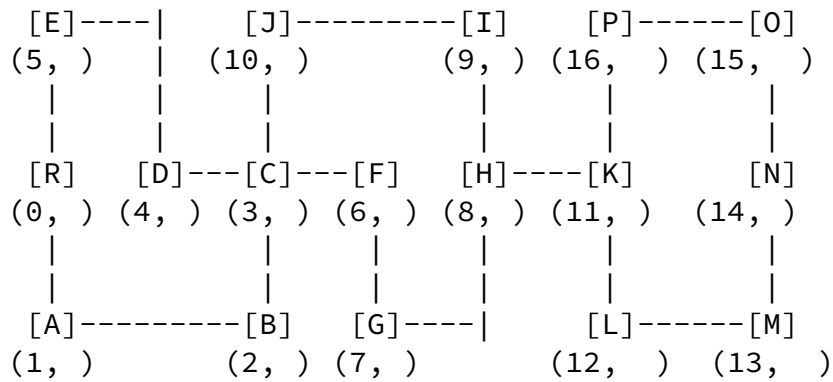 [E]----| [J]---------[I] [P]------[O]
(5, ) | (10, ) (9, ) (16, ) (15, )
| | | | | |
| | | | | |
[R] [D]---[C]---[F] [H]----[K] [N]
(0, ) (4, ) (3, ) (6, ) (8, ) (11, ) (14, )
| | | | | |
| | | | | |
[A]---------[B] [G]----| [L]------[M]
(1, ) (2, ) (7, ) (12, ) (13, )